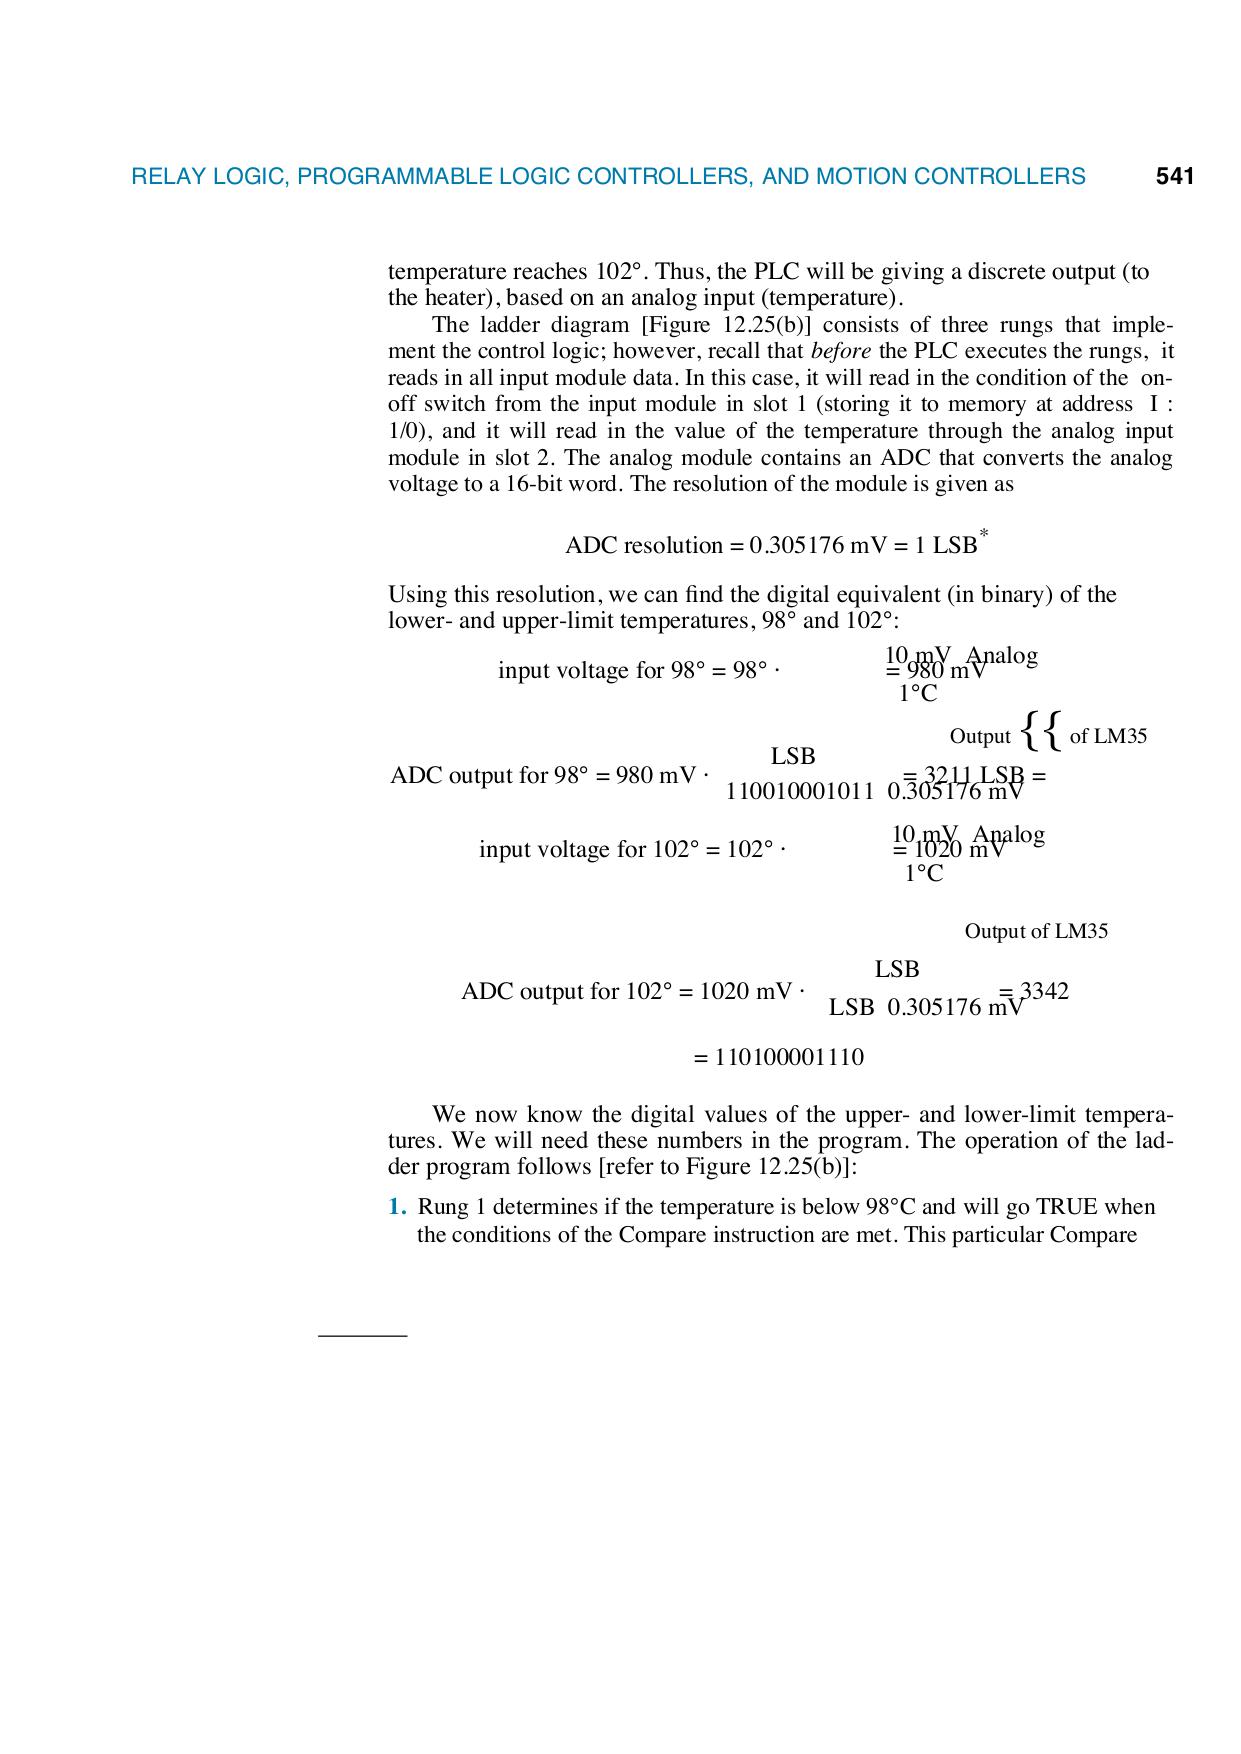 RELAY LOGIC, PROGRAMMABLE LOGIC CONTROLLERS, AND MOTION CONTROLLERS 541
temperature reaches 102°. Thus, the PLC will be giving a discrete output (to
the heater), based on an analog input (temperature).
The ladder diagram [Figure 12.25(b)] consists of three rungs that imple-
ment the control logic; however, recall that before the PLC executes the rungs, it
reads in all input module data. In this case, it will read in the condition of the on-
off switch from the input module in slot 1 (storing it to memory at address I :
1/0), and it will read in the value of the temperature through the analog input
module in slot 2. The analog module contains an ADC that converts the analog
voltage to a 16-bit word. The resolution of the module is given as
ADC resolution = 0.305176 mV = 1 LSB*
Using this resolution, we can find the digital equivalent (in binary) of the
lower- and upper-limit temperatures, 98° and 102°:
10 mV Analog
input voltage for 98° = 98° · = 980 mV
1°C
Output {{ of LM35
LSB
ADC output for 98° = 980 mV · = 3211 LSB =
110010001011 0.305176 mV
10 mV Analog
input voltage for 102° = 102° · = 1020 mV
1°C
Output of LM35
LSB
ADC output for 102° = 1020 mV · = 3342
LSB 0.305176 mV
= 110100001110
We now know the digital values of the upper- and lower-limit tempera-
tures. We will need these numbers in the program. The operation of the lad-
der program follows [refer to Figure 12.25(b)]:
1. Rung 1 determines if the temperature is below 98°C and will go TRUE when
the conditions of the Compare instruction are met. This particular Compare